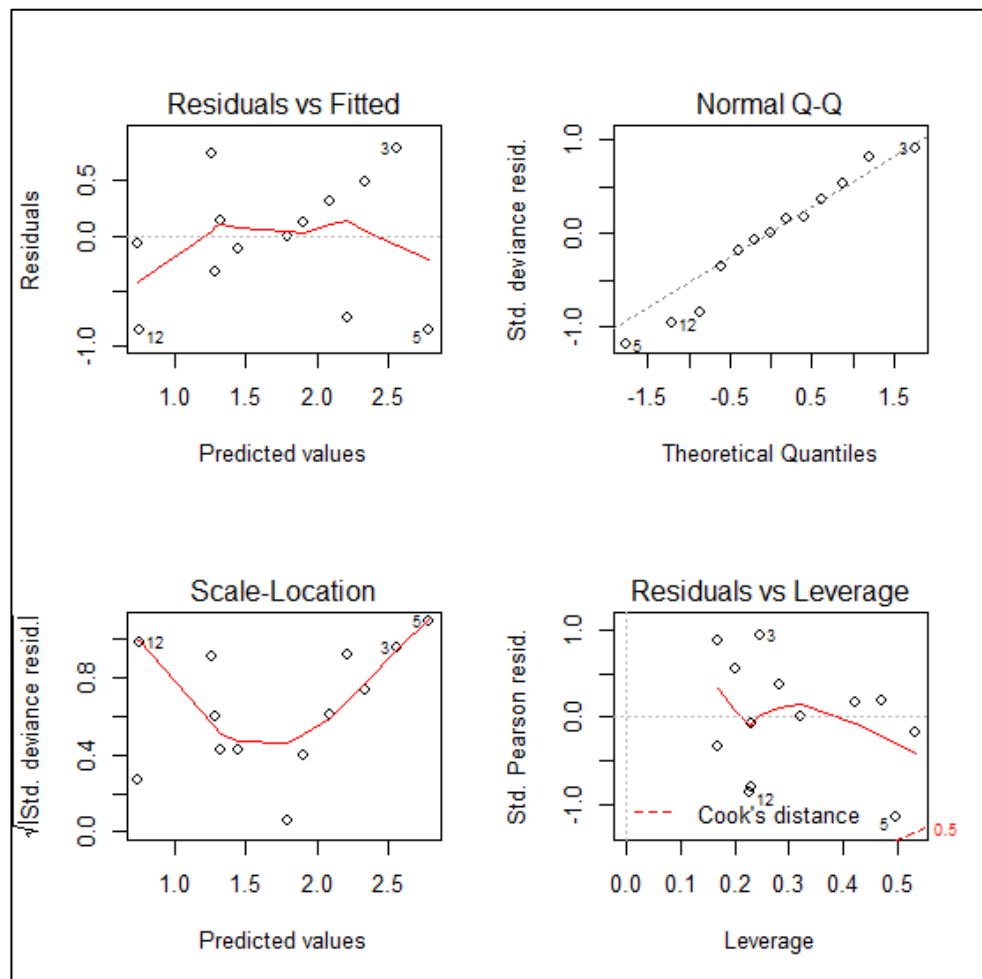 Residuals vs Fitted
Residuals
0.5
0.0
-1.0
3
12
5
1.0 1.5 2.0 2.5
Predicted values
Normal Q-Q
Std. deviance resid.
1.0
0.0
-1.0
3
12
5
-1.5 -0.5 0.5 1.5
Theoretical Quantiles
Scale-Location
√|Std. deviance resid.|
0.8
0.4
0.0
12
5
3
1.0 1.5 2.0 2.5
Predicted values
Residuals vs Leverage
Std. Pearson resid.
1.0
0.0
-1.0
3
12
Cook's distance
5
0.5
0.0 0.1 0.2 0.3 0.4 0.5
Leverage